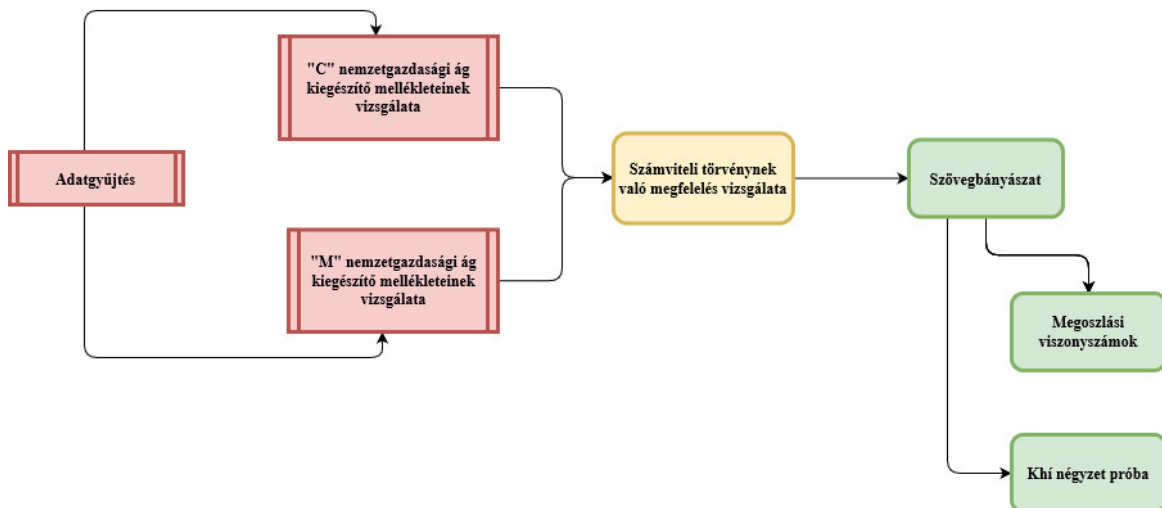 "C" nemzetgazdasági ág
kiegészítő mellékleteinek
vizsgálata
Adatgyűjtés
"M" nemzetgazdasági ág
kiegészítő mellékleteinek
vizsgálata
Számviteli törvénynek
való megfelelés vizsgálata
Szövegbányászat
Megoszlási
viszonyszámok
Khí négyzet próba